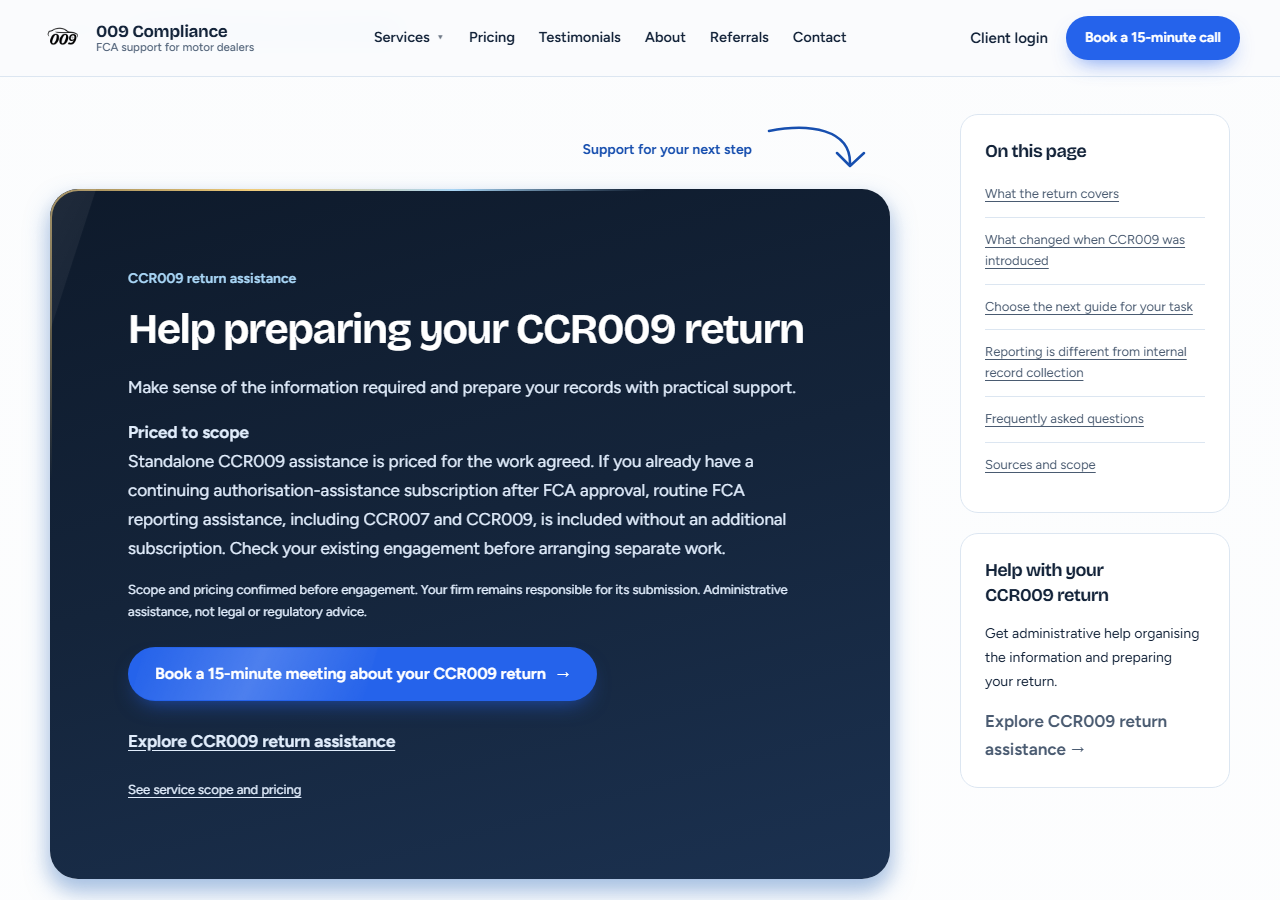 009
009 Compliance
FCA support for motor dealers
Services ▾
Pricing
Testimonials
About
Referrals
Contact
Client login
Book a 15-minute call
Support for your next step
CCR009 return assistance
Help preparing your CCR009 return
Make sense of the information required and prepare your records with practical support.
Priced to scope
Standalone CCR009 assistance is priced for the work agreed. If you already have a
continuing authorisation-assistance subscription after FCA approval, routine FCA
reporting assistance, including CCR007 and CCR009, is included without an additional
subscription. Check your existing engagement before arranging separate work.
Scope and pricing confirmed before engagement. Your firm remains responsible for its submission. Administrative
assistance, not legal or regulatory advice.
Book a 15-minute meeting about your CCR009 return →
Explore CCR009 return assistance
See service scope and pricing
On this page
What the return covers
What changed when CCR009 was
introduced
Choose the next guide for your task
Reporting is different from internal
record collection
Frequently asked questions
Sources and scope
Help with your
CCR009 return
Get administrative help organising
the information and preparing
your return.
Explore CCR009 return
assistance →